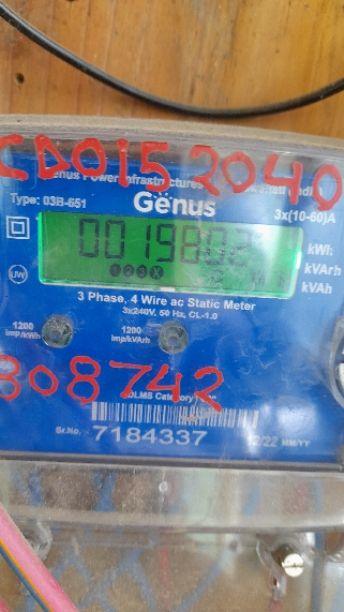 CD0152040
Genus Power Infrastructures
Genus
Type: 03B-651
3x(10-60)A
001980
kWh
kVArh
kVAh
UW
3 Phase, 4 Wire ac Static Meter
3x240V, 50 Hz, CL-1.0
1200 imp/kWh
1200 imp/kVArh
808742
DLMS Category
Sr.No. 7184337
12/22 MM/YY